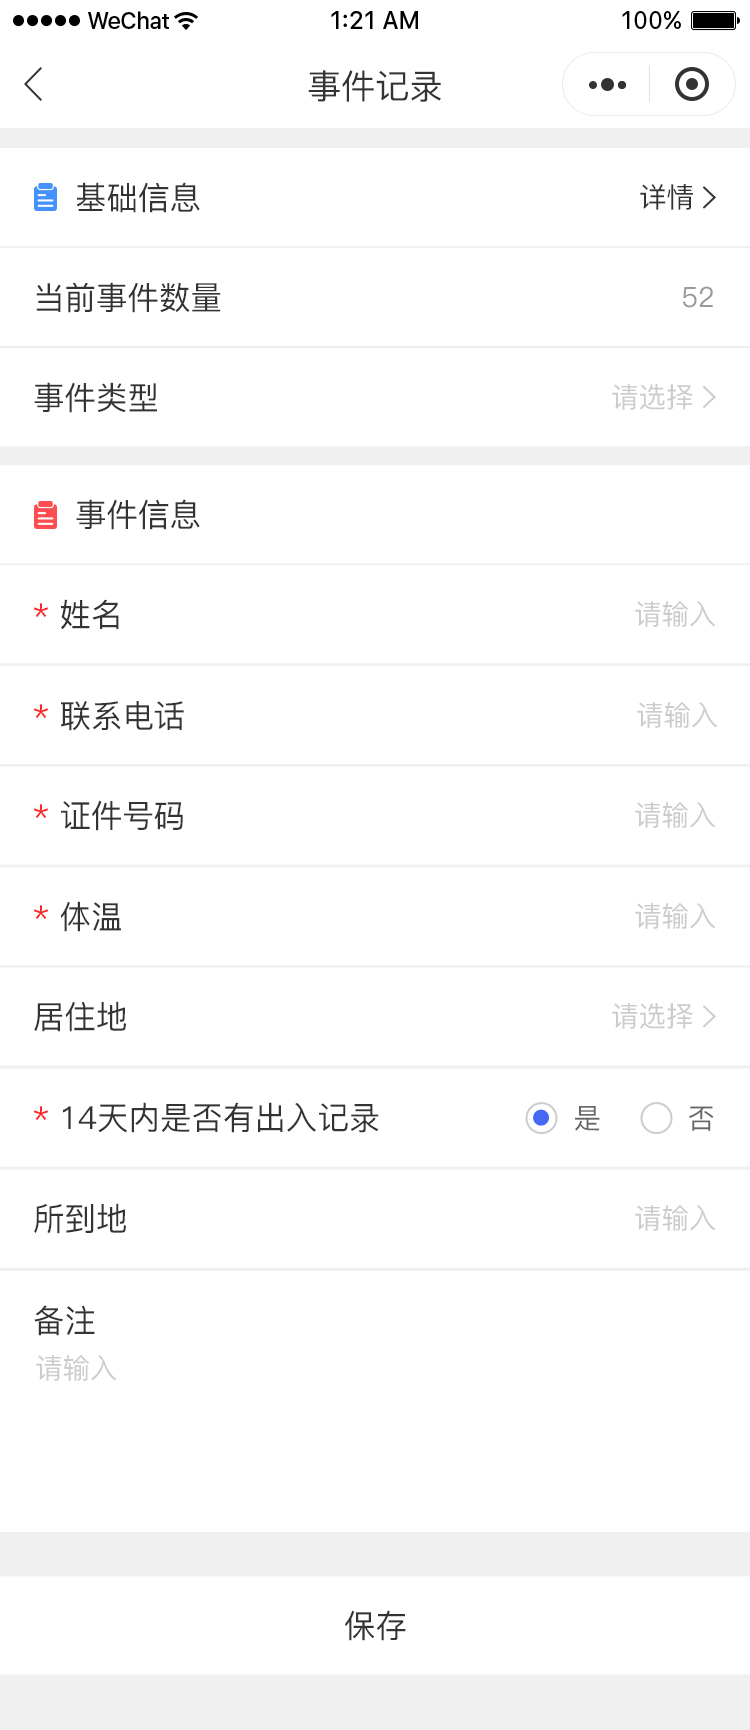 WeChat 1:21 AM 100%
事件记录
基础信息 详情
当前事件数量 52
事件类型 请选择
事件信息
* 姓名 请输入
* 联系电话 请输入
* 证件号码 请输入
* 体温 请输入
居住地 请选择
* 14天内是否有出入记录 是 否
所到地 请输入
备注
请输入
保存